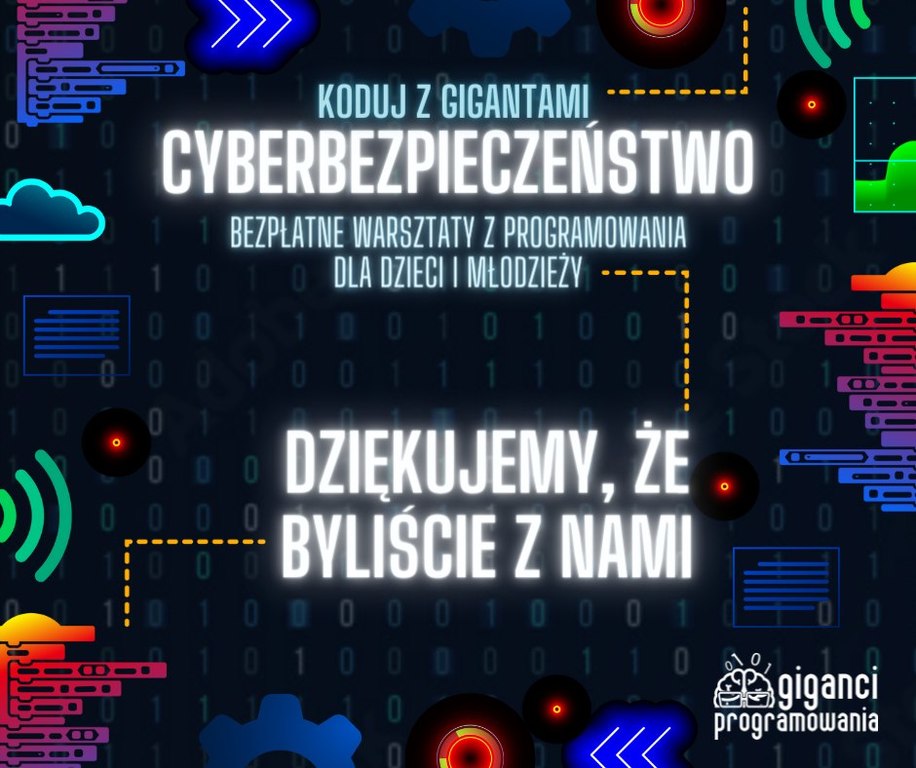 KODUJ Z GIGANTAMI
CYBERBEZPIECZEŃSTWO
BEZPŁATNE WARSZTATY Z PROGRAMOWANIA
DLA DZIECI I MŁODZIEŻY
DZIĘKUJEMY, ŻE
BYLIŚCIE Z NAMI
giganci
programowania